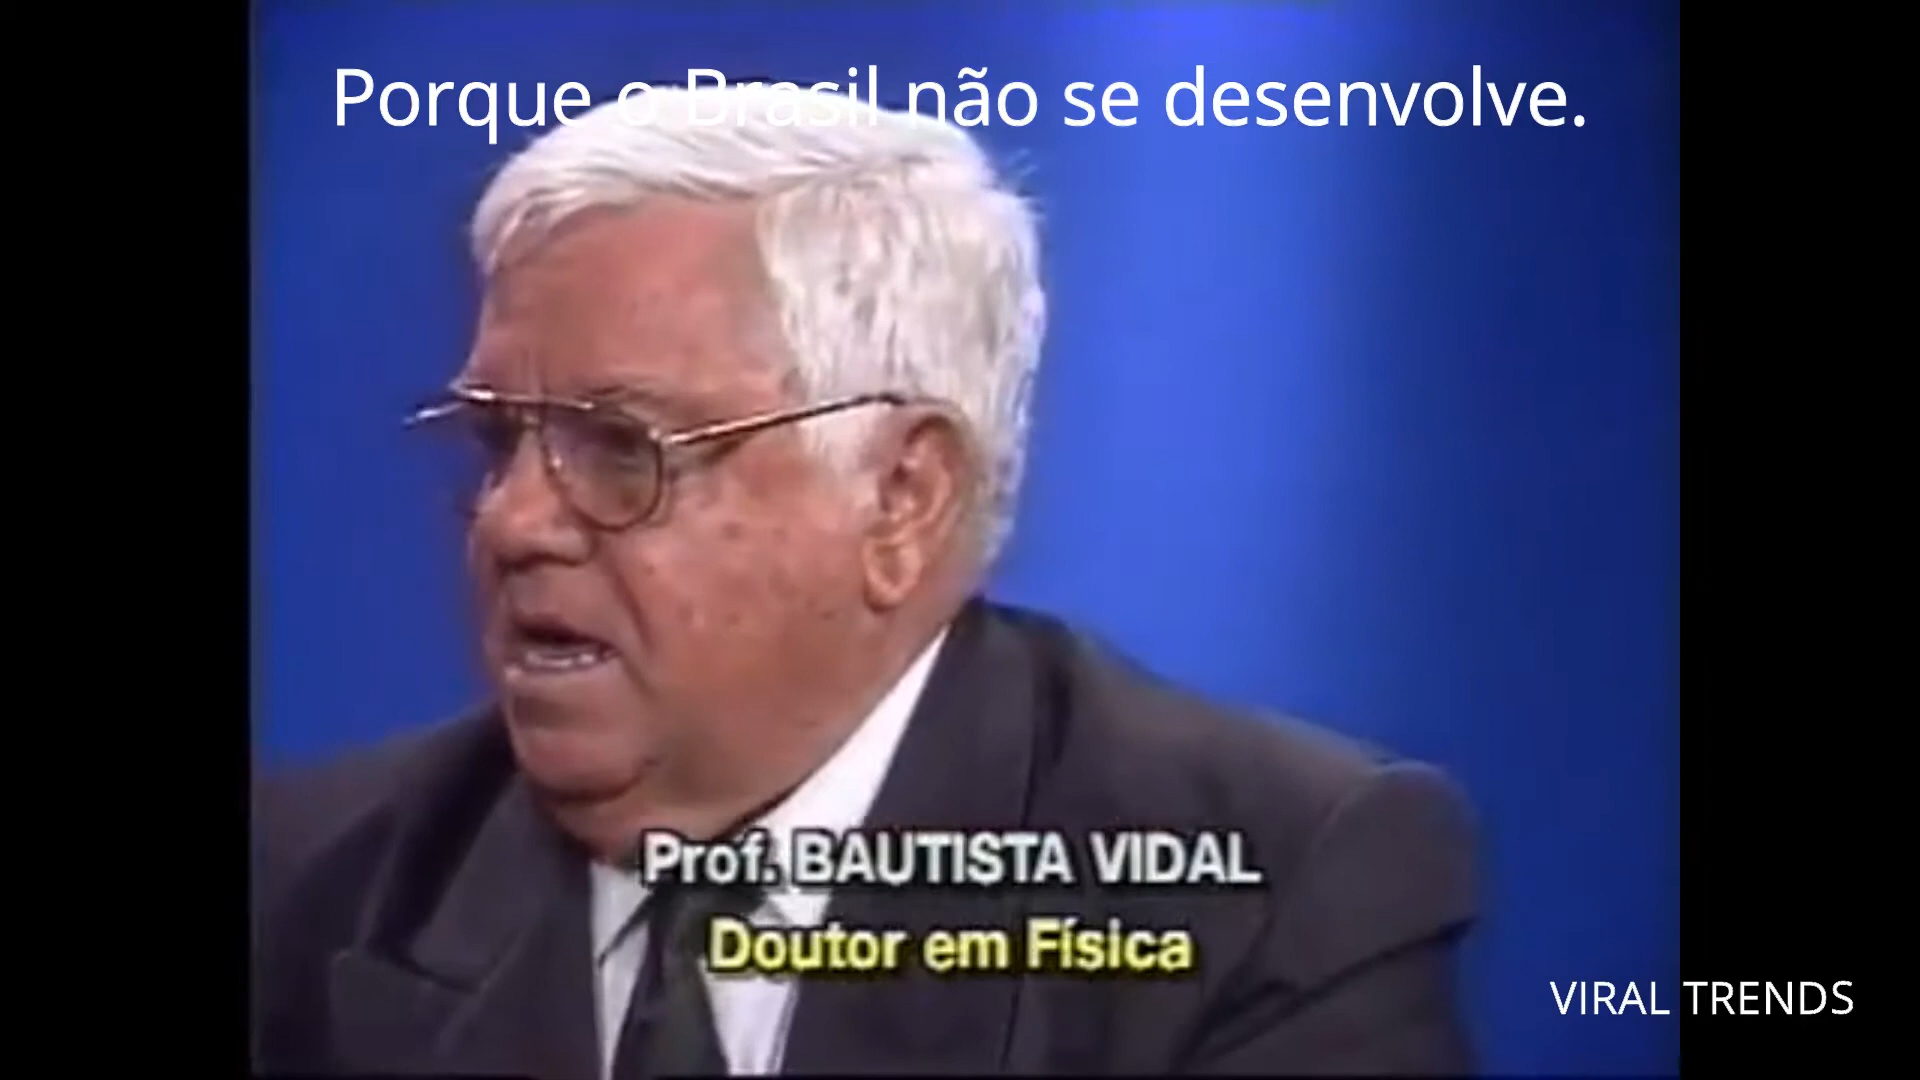 Porque o Brasil não se desenvolve.
Prof. BAUTISTA VIDAL
Doutor em Física
VIRAL TRENDS